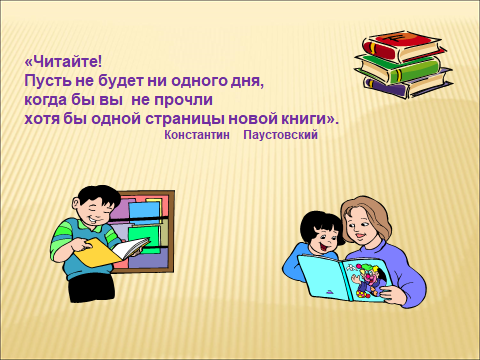 «Читайте!
Пусть не будет ни одного дня,
когда бы вы не прочли
хотя бы одной страницы новой книги».
Константин Паустовский